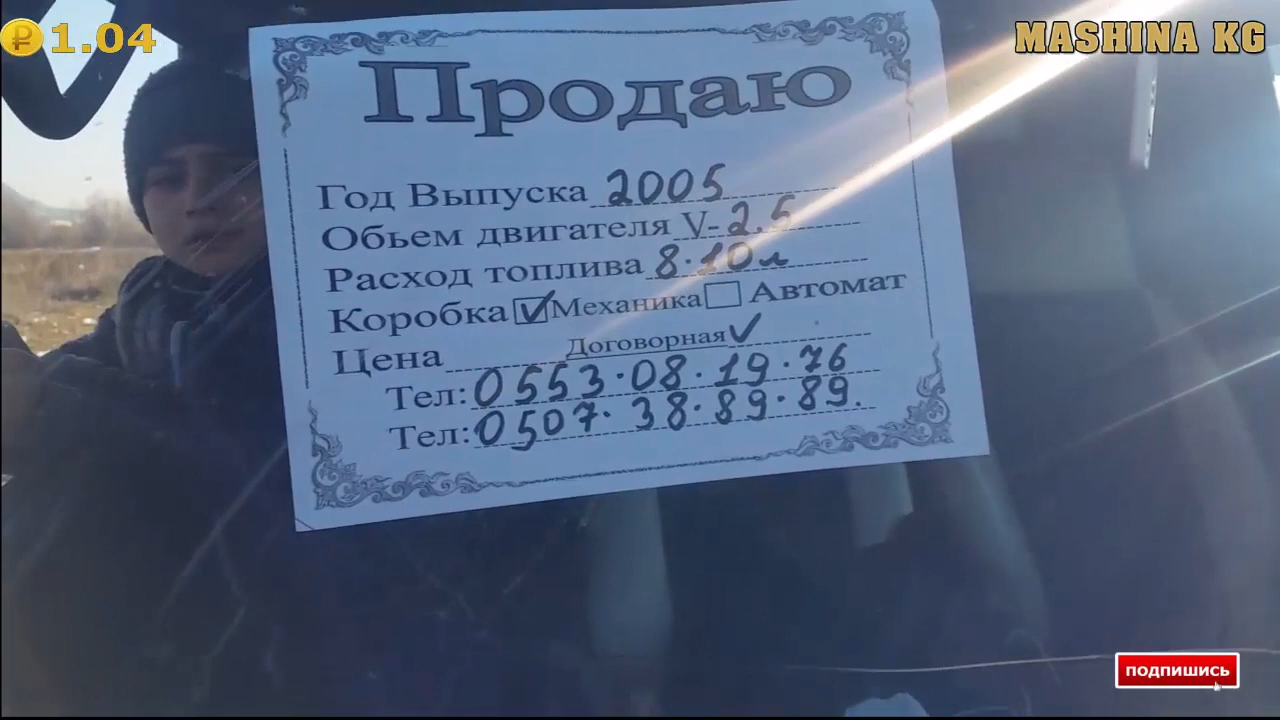 1.04
MASHINA KG
Продаю
Год Выпуска 2005
Обьем двигателя V-2.5
Расход топлива 8.10л
Коробка Механика Автомат
Цена Договорная
Тел: 0553.08.19.76
Тел: 0507.38.89.89.
подпишись